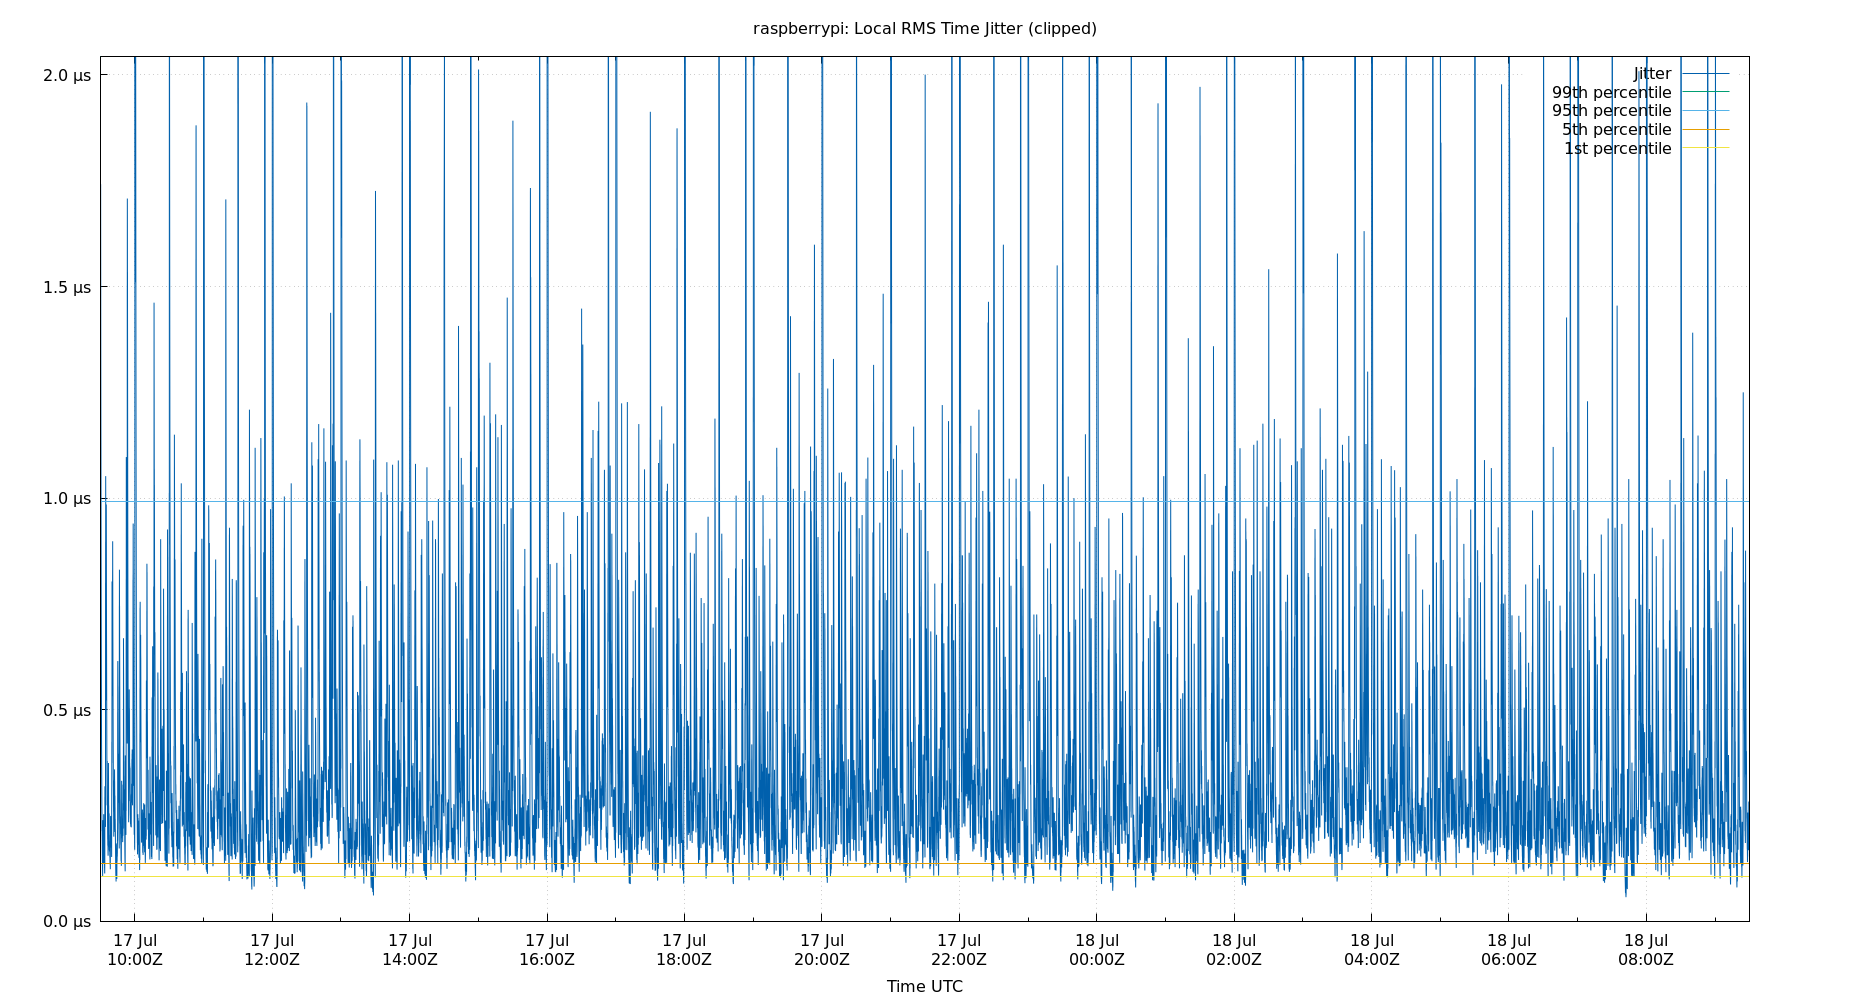 raspberrypi: Local RMS Time Jitter (clipped)
2.0 µs
1.5 µs
1.0 µs
0.5 µs
0.0 µs
Jitter
99th percentile
95th percentile
5th percentile
1st percentile
17 Jul 17 Jul 17 Jul 17 Jul 17 Jul 17 Jul 17 Jul 18 Jul 18 Jul 18 Jul 18 Jul 18 Jul
10:00Z 12:00Z 14:00Z 16:00Z 18:00Z 20:00Z 22:00Z 00:00Z 02:00Z 04:00Z 06:00Z 08:00Z
Time UTC